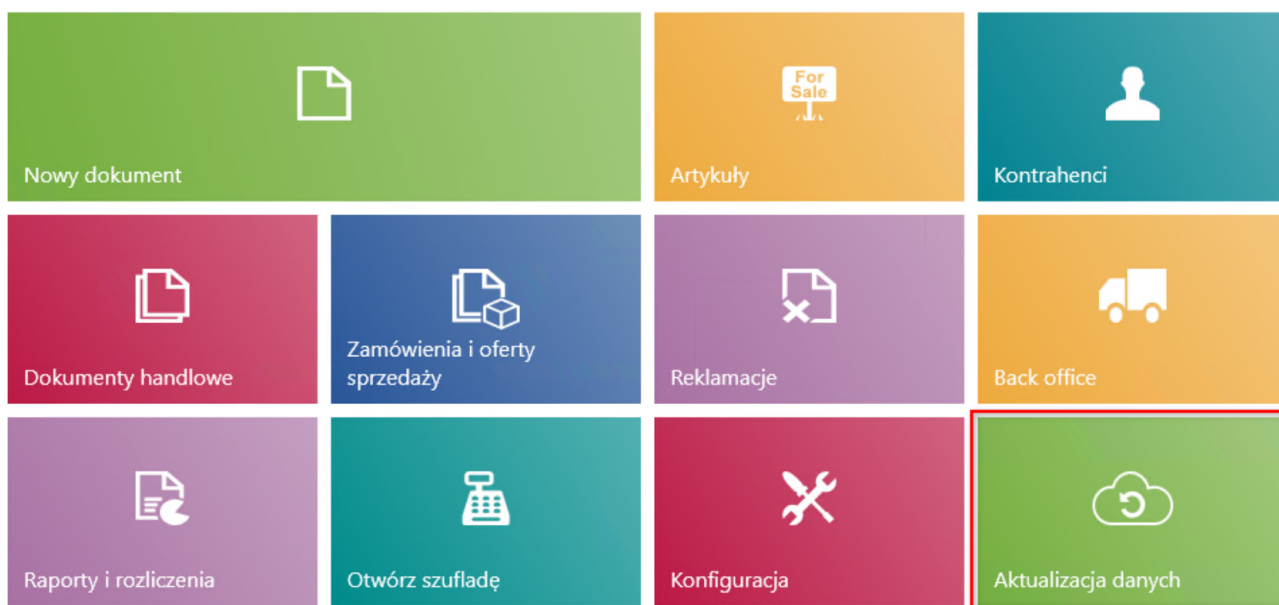 Nowy dokument
For
Sale
Artykuły
Kontrahenci
Dokumenty handlowe
Zamówienia i oferty
sprzedaży
Reklamacje
Back office
Raporty i rozliczenia
Otwórz szufladę
Konfiguracja
Aktualizacja danych